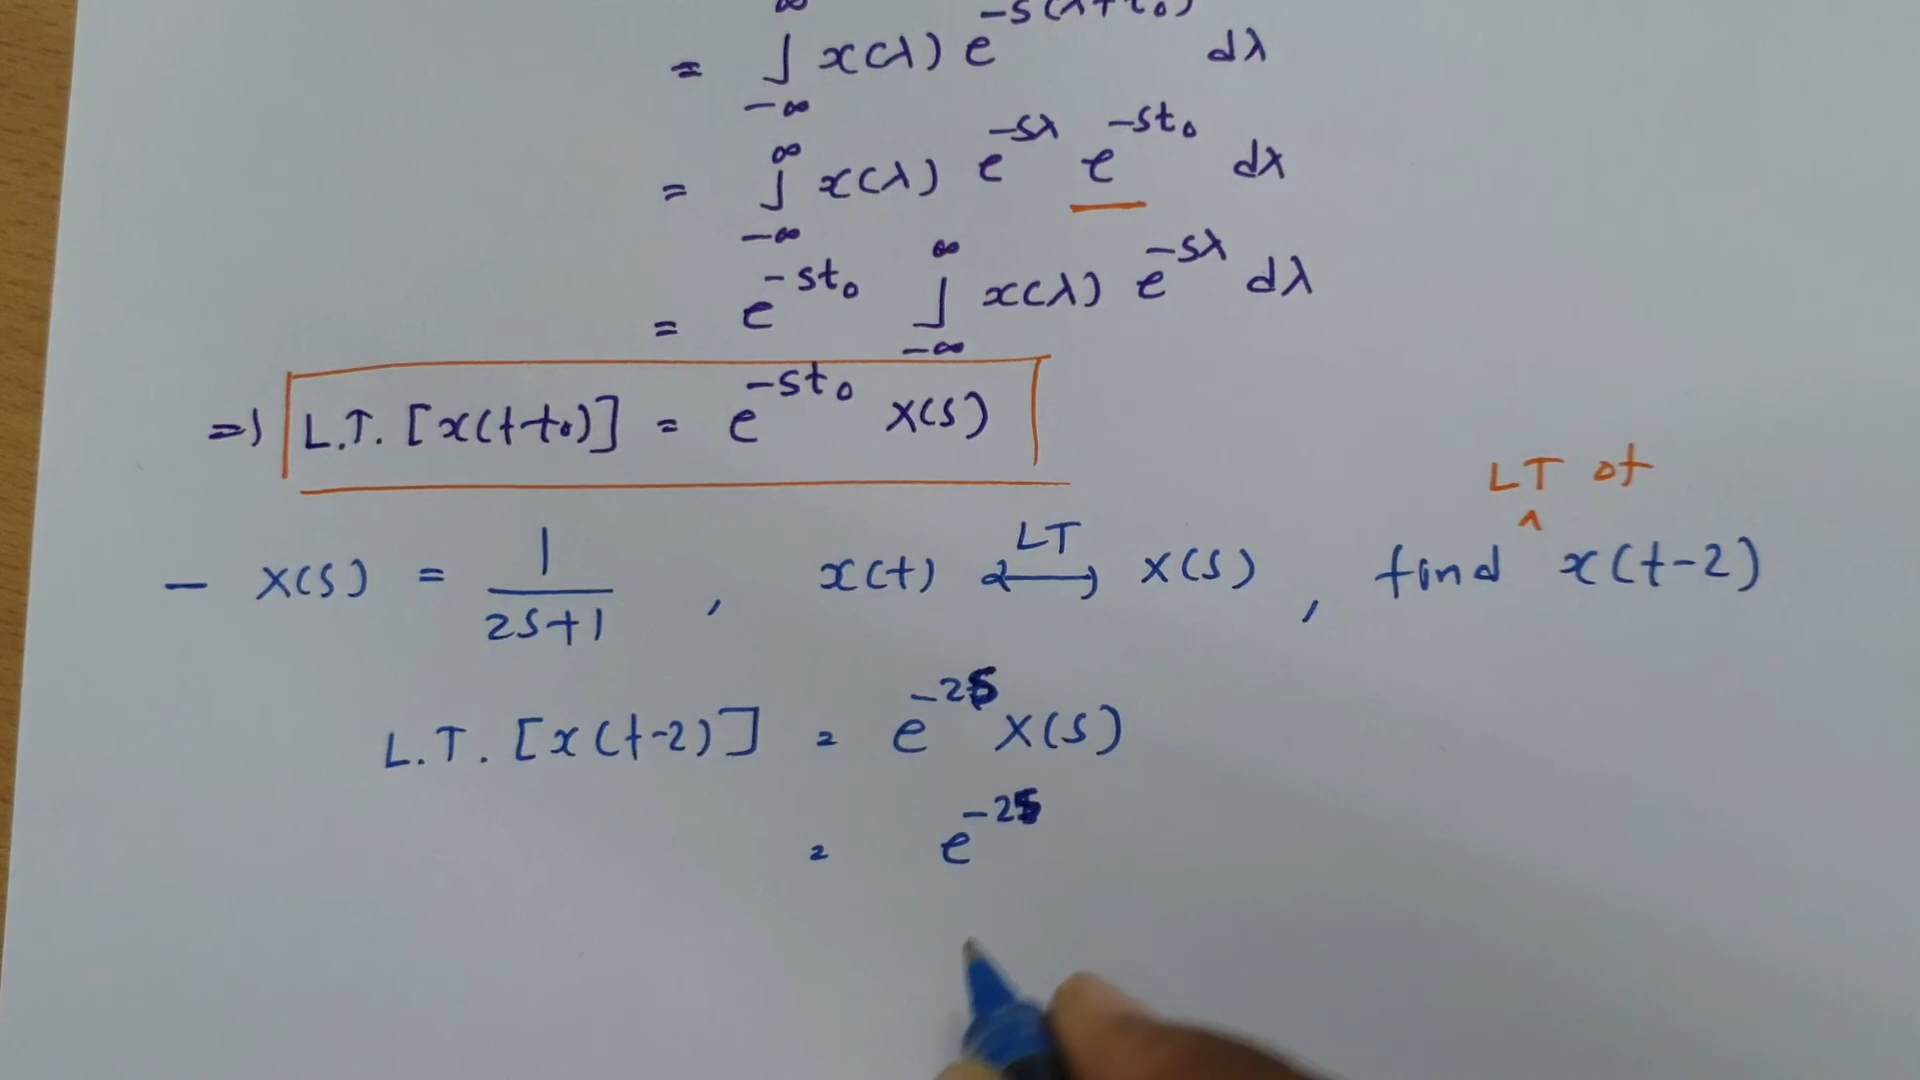 = ∫_{-∞}^{∞} x(λ) e^{-s(λ+t₀)} dλ
= ∫_{-∞}^{∞} x(λ) e^{-sλ} e^{-st₀} dλ
= e^{-st₀} ∫_{-∞}^{∞} x(λ) e^{-sλ} dλ
=> L.T. [x(t-t₀)] = e^{-st₀} X(s)
LT of
- X(s) = 1/(2s+1) , x(t) ⟷^{LT} X(s) , find ^ x(t-2)
L.T. [x(t-2)] = e^{-2s} X(s)
= e^{-2s}